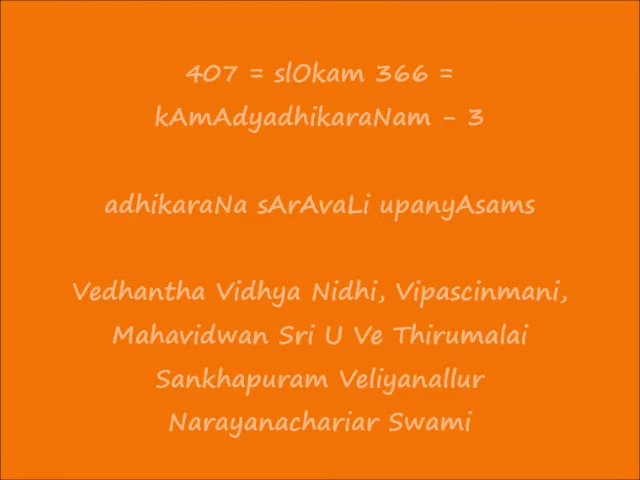 407 = slOkam 366 =
kAmAdyadhikaraNam - 3
adhikaraNa sArAvaLi upanyAsams
Vedhantha Vidhya Nidhi, Vipascinmani,
Mahavidwan Sri U Ve Thirumalai
Sankhapuram Veliyanallur
Narayanachariar Swami